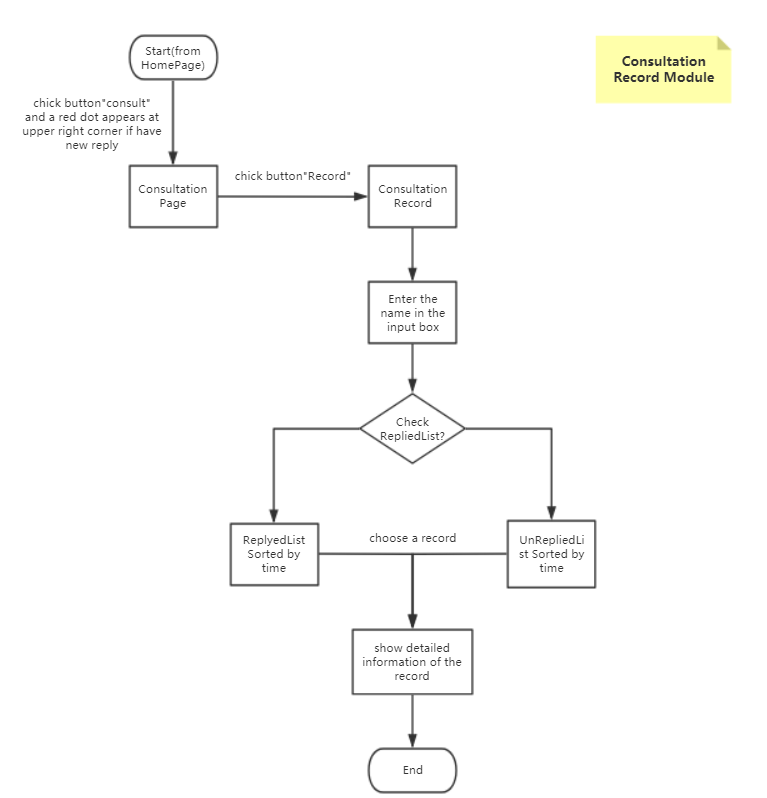 Start(from
HomePage)
Consultation
Record Module
chick button"consult"
and a red dot appears at
upper right corner if have
new reply
Consultation
Page
chick button"Record"
Consultation
Record
Enter the
name in the
input box
Check
RepliedList?
ReplyedList
Sorted by
time
choose a record
UnRepliedLi
st Sorted by
time
show detailed
information of the
record
End